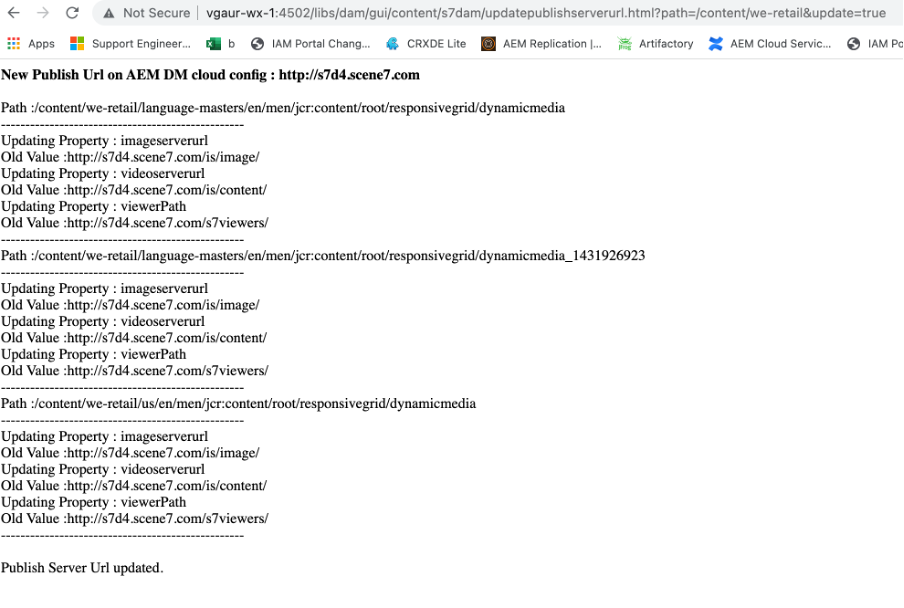 Not Secure | vgaur-wx-1:4502/libs/dam/gui/content/s7dam/updatepublishserverurl.html?path=/content/we-retail&update=true
Apps Support Engineer... b IAM Portal Chang... CRXDE Lite AEM Replication |... Artifactory AEM Cloud Servic... IAM Po
New Publish Url on AEM DM cloud config : http://s7d4.scene7.com
Path :/content/we-retail/language-masters/en/men/jcr:content/root/responsivegrid/dynamicmedia
--------------------------------------------------
Updating Property : imageserverurl
Old Value :http://s7d4.scene7.com/is/image/
Updating Property : videoserverurl
Old Value :http://s7d4.scene7.com/is/content/
Updating Property : viewerPath
Old Value :http://s7d4.scene7.com/s7viewers/
--------------------------------------------------
Path :/content/we-retail/language-masters/en/men/jcr:content/root/responsivegrid/dynamicmedia_1431926923
--------------------------------------------------
Updating Property : imageserverurl
Old Value :http://s7d4.scene7.com/is/image/
Updating Property : videoserverurl
Old Value :http://s7d4.scene7.com/is/content/
Updating Property : viewerPath
Old Value :http://s7d4.scene7.com/s7viewers/
--------------------------------------------------
Path :/content/we-retail/us/en/men/jcr:content/root/responsivegrid/dynamicmedia
--------------------------------------------------
Updating Property : imageserverurl
Old Value :http://s7d4.scene7.com/is/image/
Updating Property : videoserverurl
Old Value :http://s7d4.scene7.com/is/content/
Updating Property : viewerPath
Old Value :http://s7d4.scene7.com/s7viewers/
--------------------------------------------------
Publish Server Url updated.